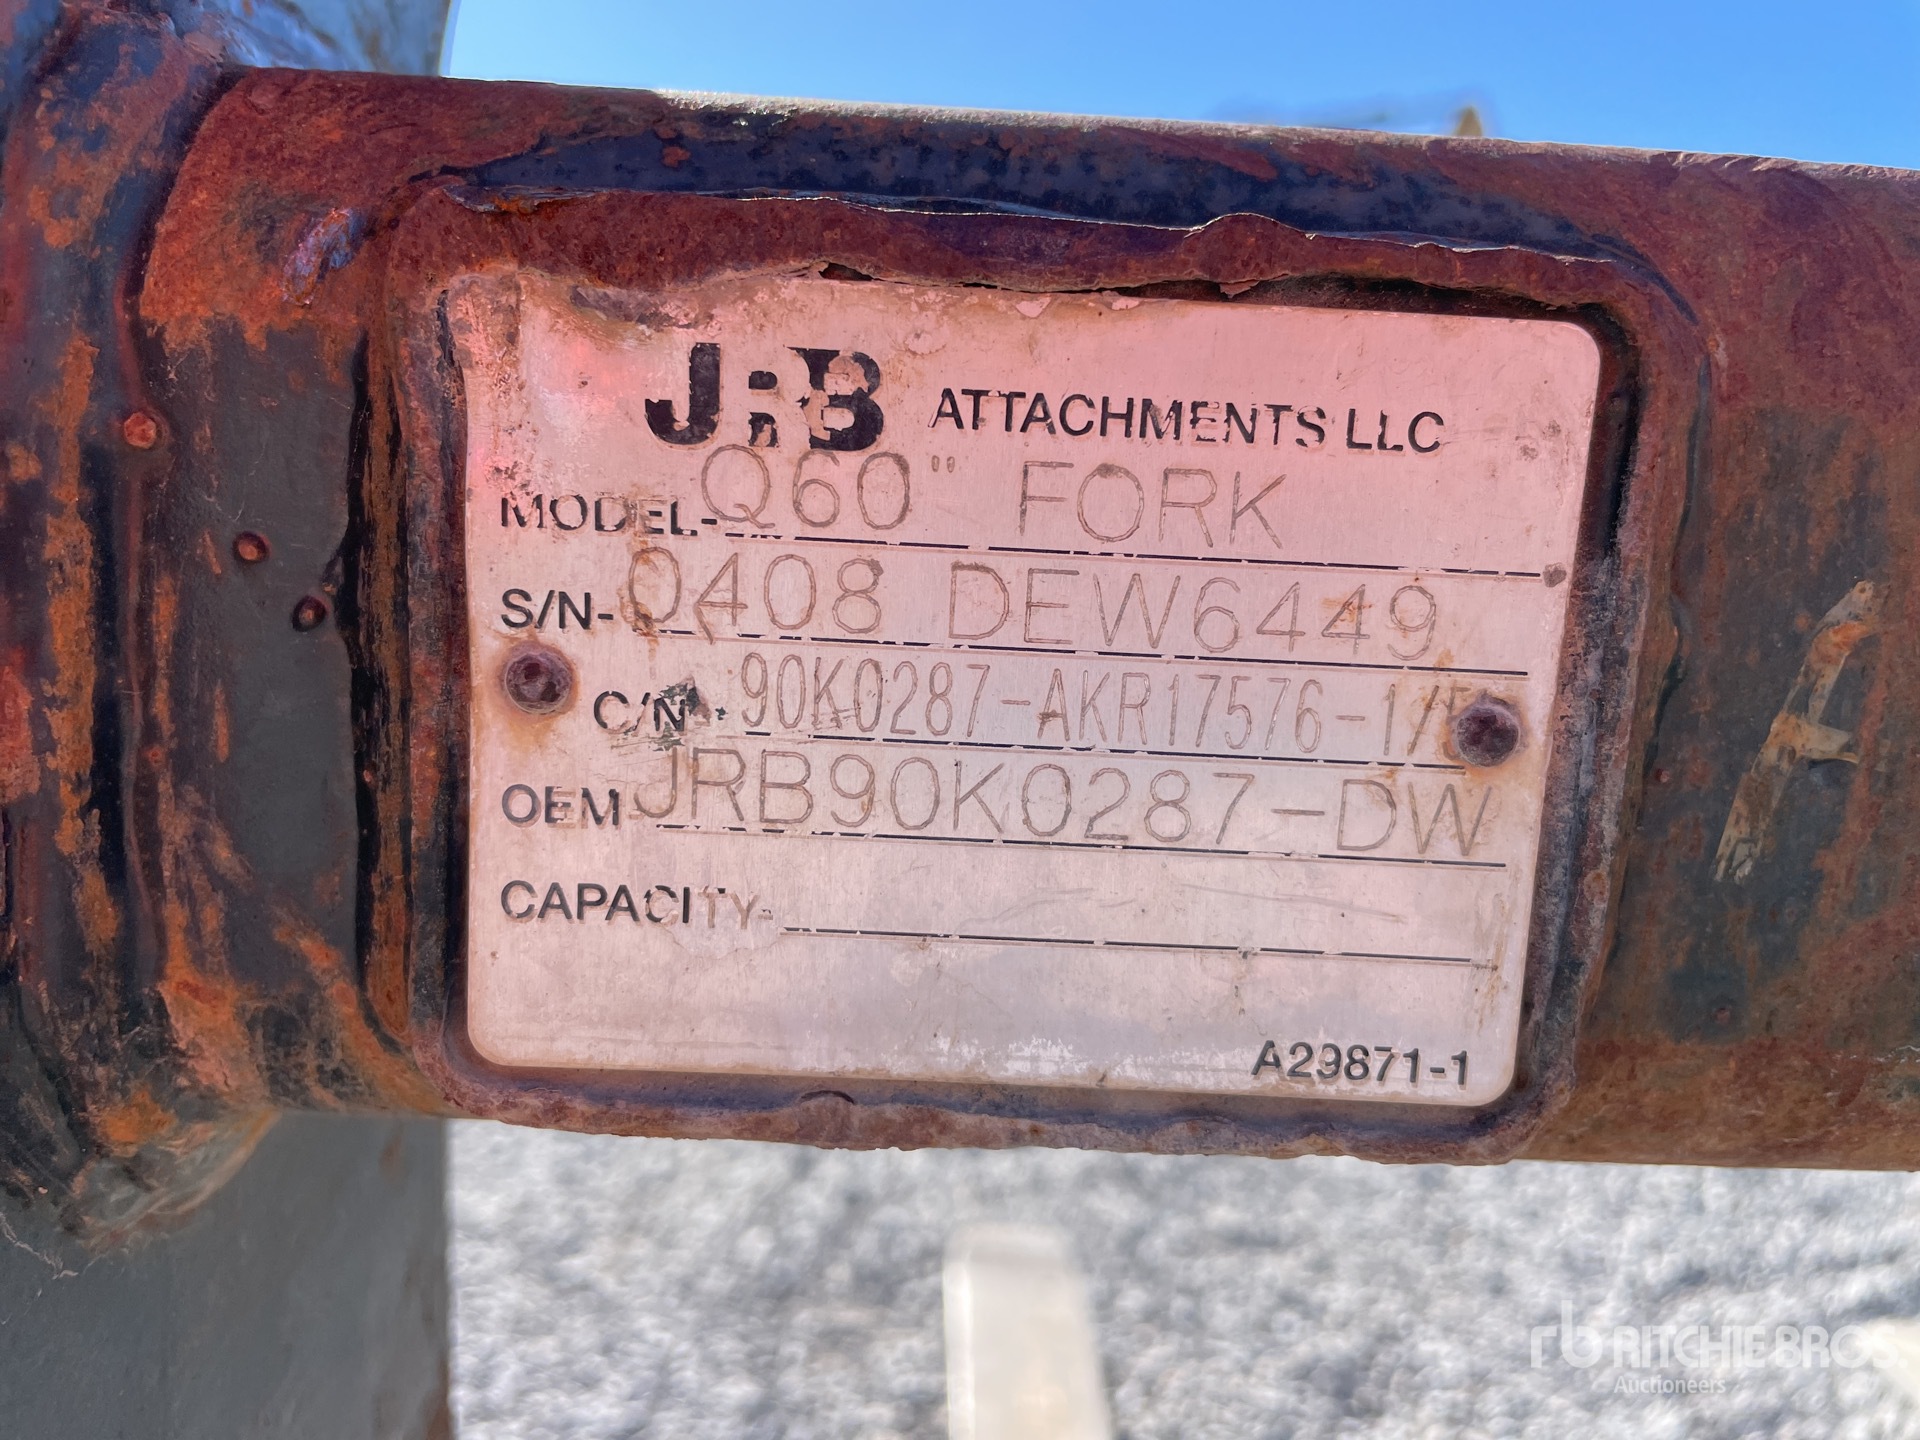 JRB ATTACHMENTS LLC
MODEL- Q60" FORK
S/N- 0408 DEW6449
C/N- 90K0287-AKR17576-1/5
OEM JRB90K0287-DW
CAPACITY-
A29871-1
rb RITCHIE BROS
Auctioneers